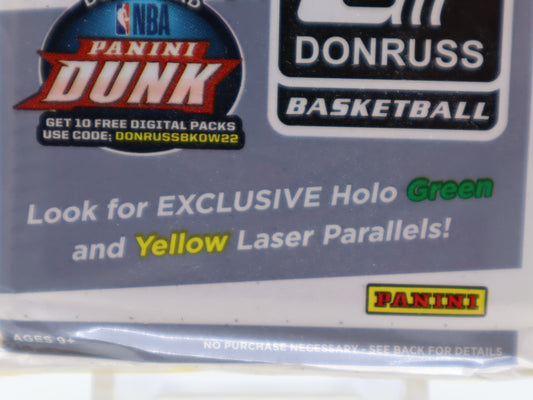 NBA
PANINI
DUNK
GET 10 FREE DIGITAL PACKS
USE CODE: DONRUSSBKOW22
DONRUSS
BASKETBALL
Look for EXCLUSIVE Holo Green
and Yellow Laser Parallels!
PANINI
AGES 9+
NO PURCHASE NECESSARY - SEE BACK FOR DETAILS